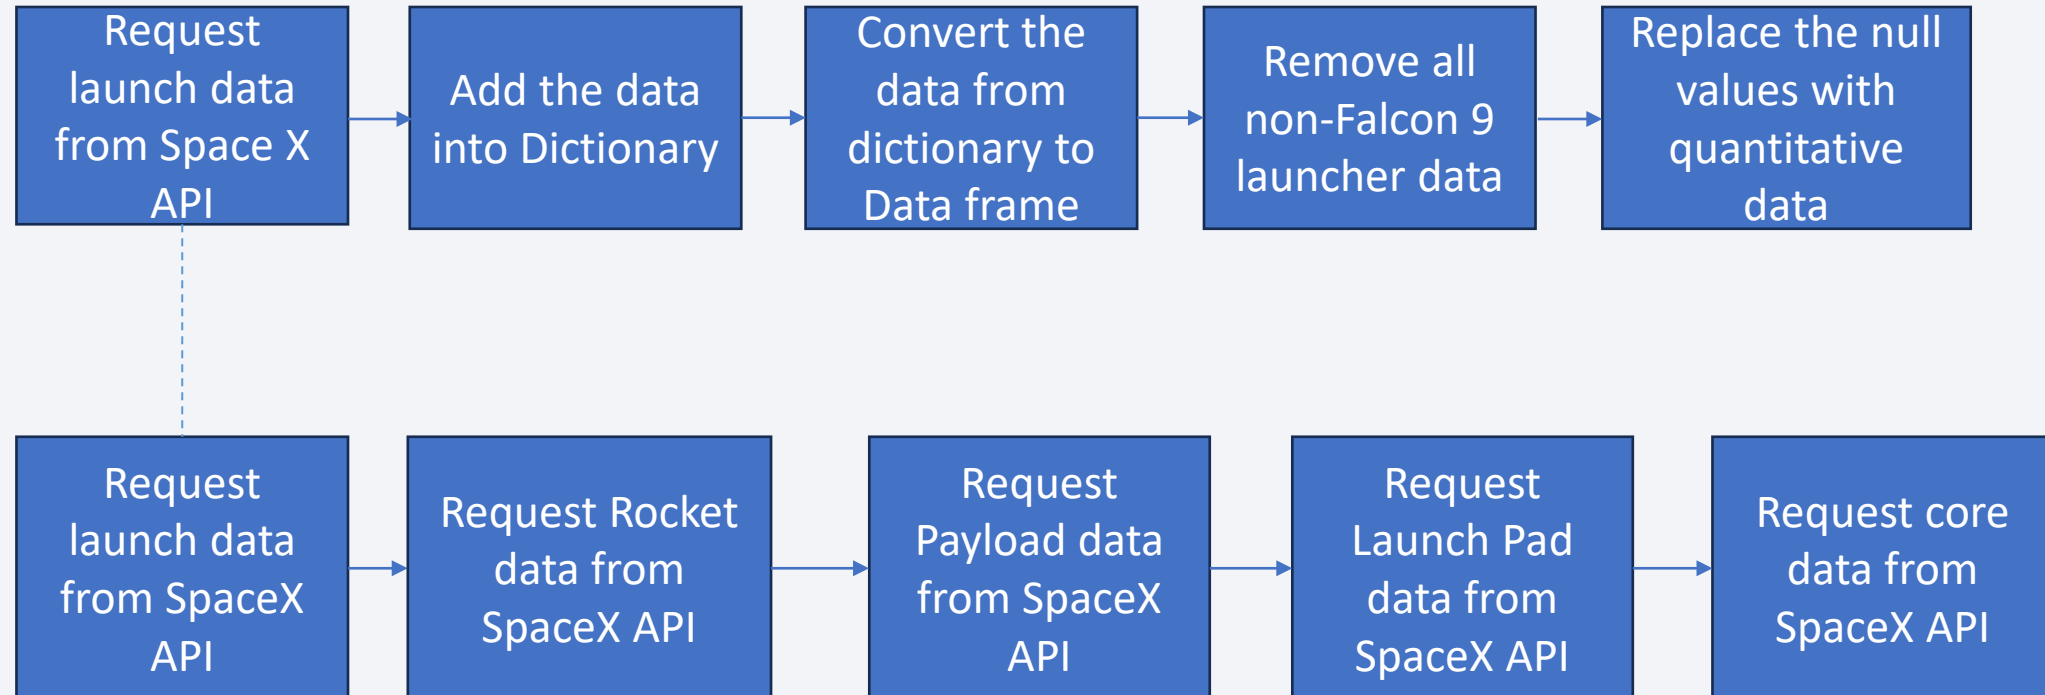 Request
launch data
from Space X
API
Add the data
into Dictionary
Convert the
data from
dictionary to
Data frame
Remove all
non-Falcon 9
launcher data
Replace the null
values with
quantitative
data
Request
launch data
from SpaceX
API
Request Rocket
data from
SpaceX API
Request
Payload data
from SpaceX
API
Request
Launch Pad
data from
SpaceX API
Request core
data from
SpaceX API